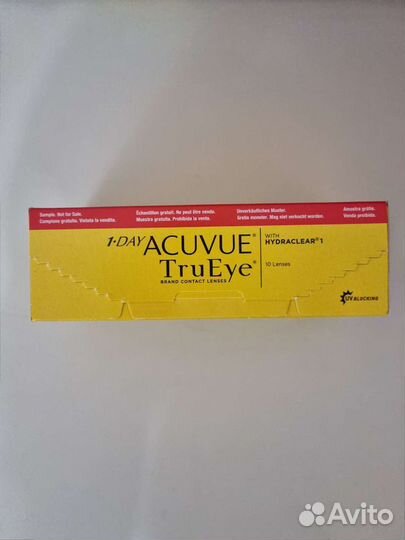 Sample. Not for Sale.
Campione gratuito. Vietata la vendita.
Échantillon gratuit. Ne peut être vendu.
Muestra gratuita. Prohibida la venta.
Unverkäufliches Muster.
Gratis monster. Mag niet verkocht worden.
Amostra grátis.
Venda proibida.
1·DAY ACUVUE®
TruEye®
BRAND CONTACT LENSES
WITH
HYDRACLEAR® 1
10 Lenses
UV BLOCKING
Avito